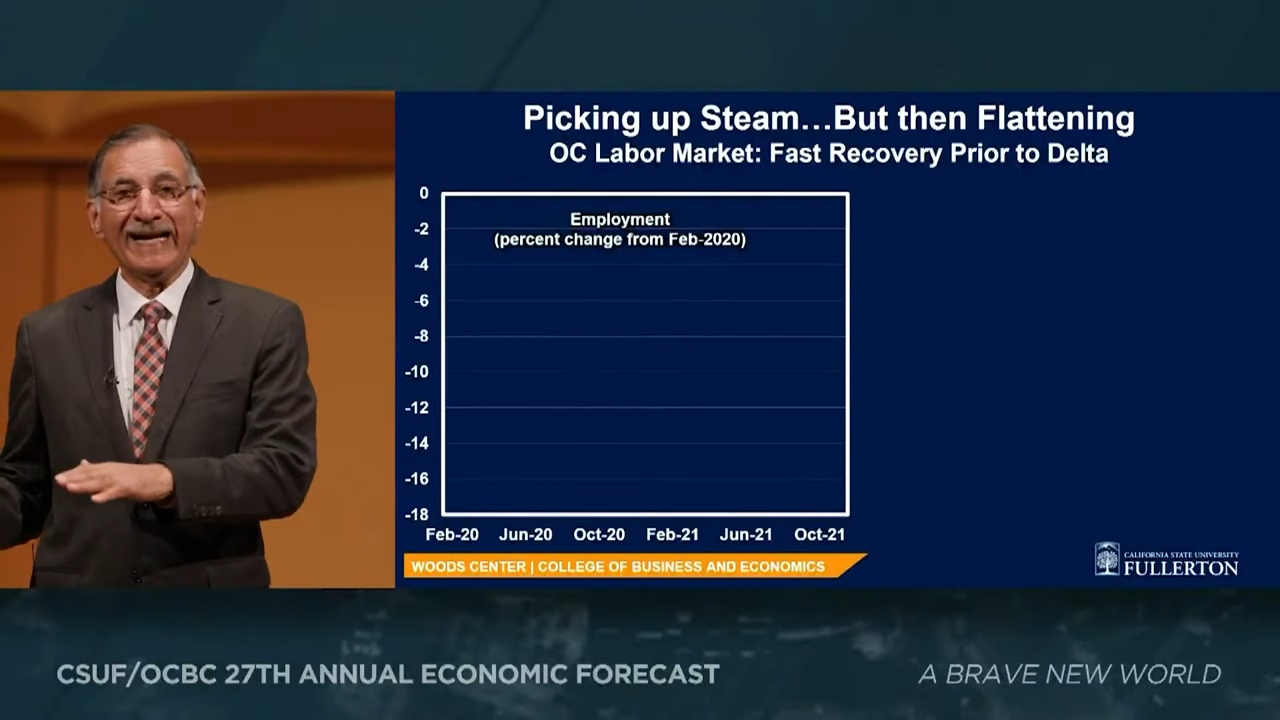 Picking up Steam…But then Flattening
OC Labor Market: Fast Recovery Prior to Delta
Employment
(percent change from Feb-2020)
0
-2
-4
-6
-8
-10
-12
-14
-16
-18
Feb-20 Jun-20 Oct-20 Feb-21 Jun-21 Oct-21
WOODS CENTER | COLLEGE OF BUSINESS AND ECONOMICS
CALIFORNIA STATE UNIVERSITY
FULLERTON
CSUF/OCBC 27TH ANNUAL ECONOMIC FORECAST
A BRAVE NEW WORLD